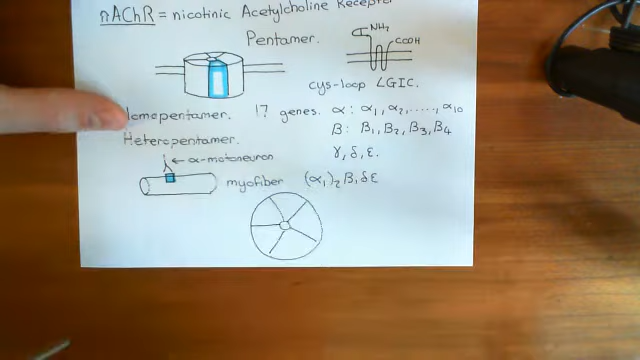 nAChR = nicotinic Acetylcholine Receptor
Pentamer.
NH₂
COOH
cys-loop LGIC.
Homopentamer. 17 genes. α: α₁, α₂, ....., α₁₀
Heteropentamer. β: β₁, β₂, β₃, β₄
γ, δ, ε.
← α-motoneuron
myofiber (α₁)₂ β₁ δ ε